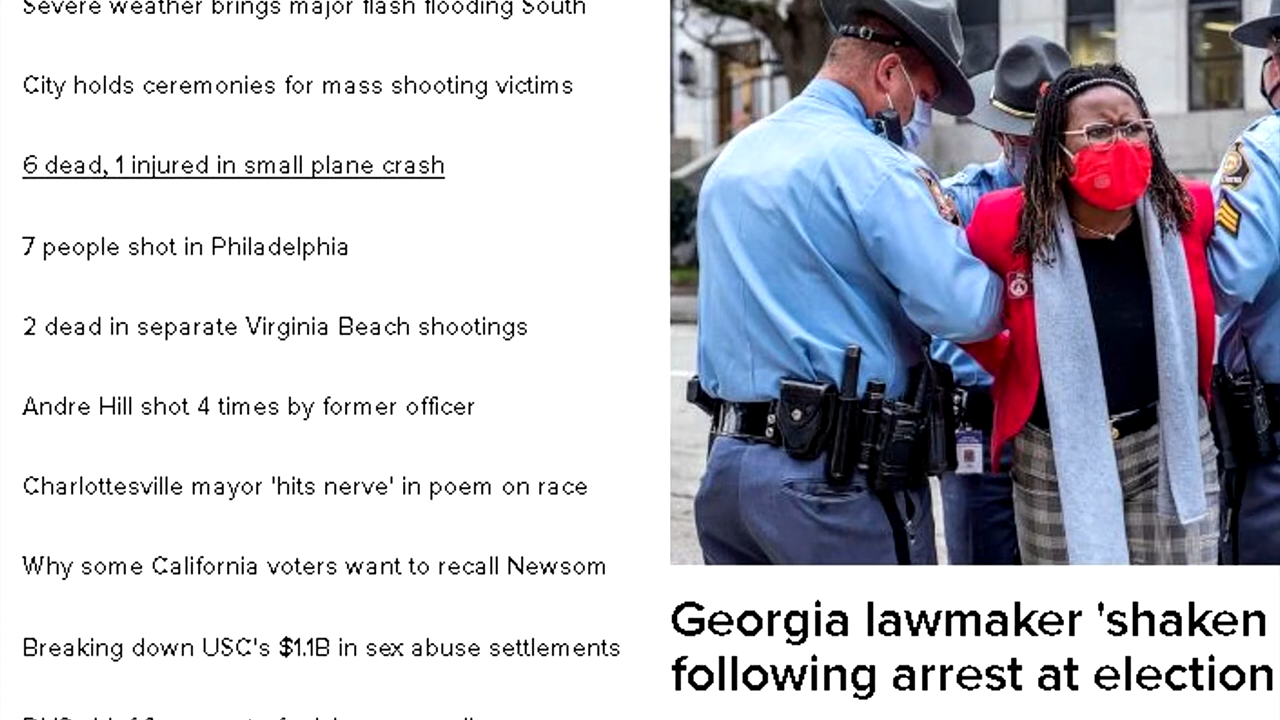 Severe weather brings major flash flooding South
City holds ceremonies for mass shooting victims
6 dead, 1 injured in small plane crash
7 people shot in Philadelphia
2 dead in separate Virginia Beach shootings
Andre Hill shot 4 times by former officer
Charlottesville mayor 'hits nerve' in poem on race
Why some California voters want to recall Newsom
Breaking down USC's $1.1B in sex abuse settlements
Georgia lawmaker 'shaken
following arrest at election